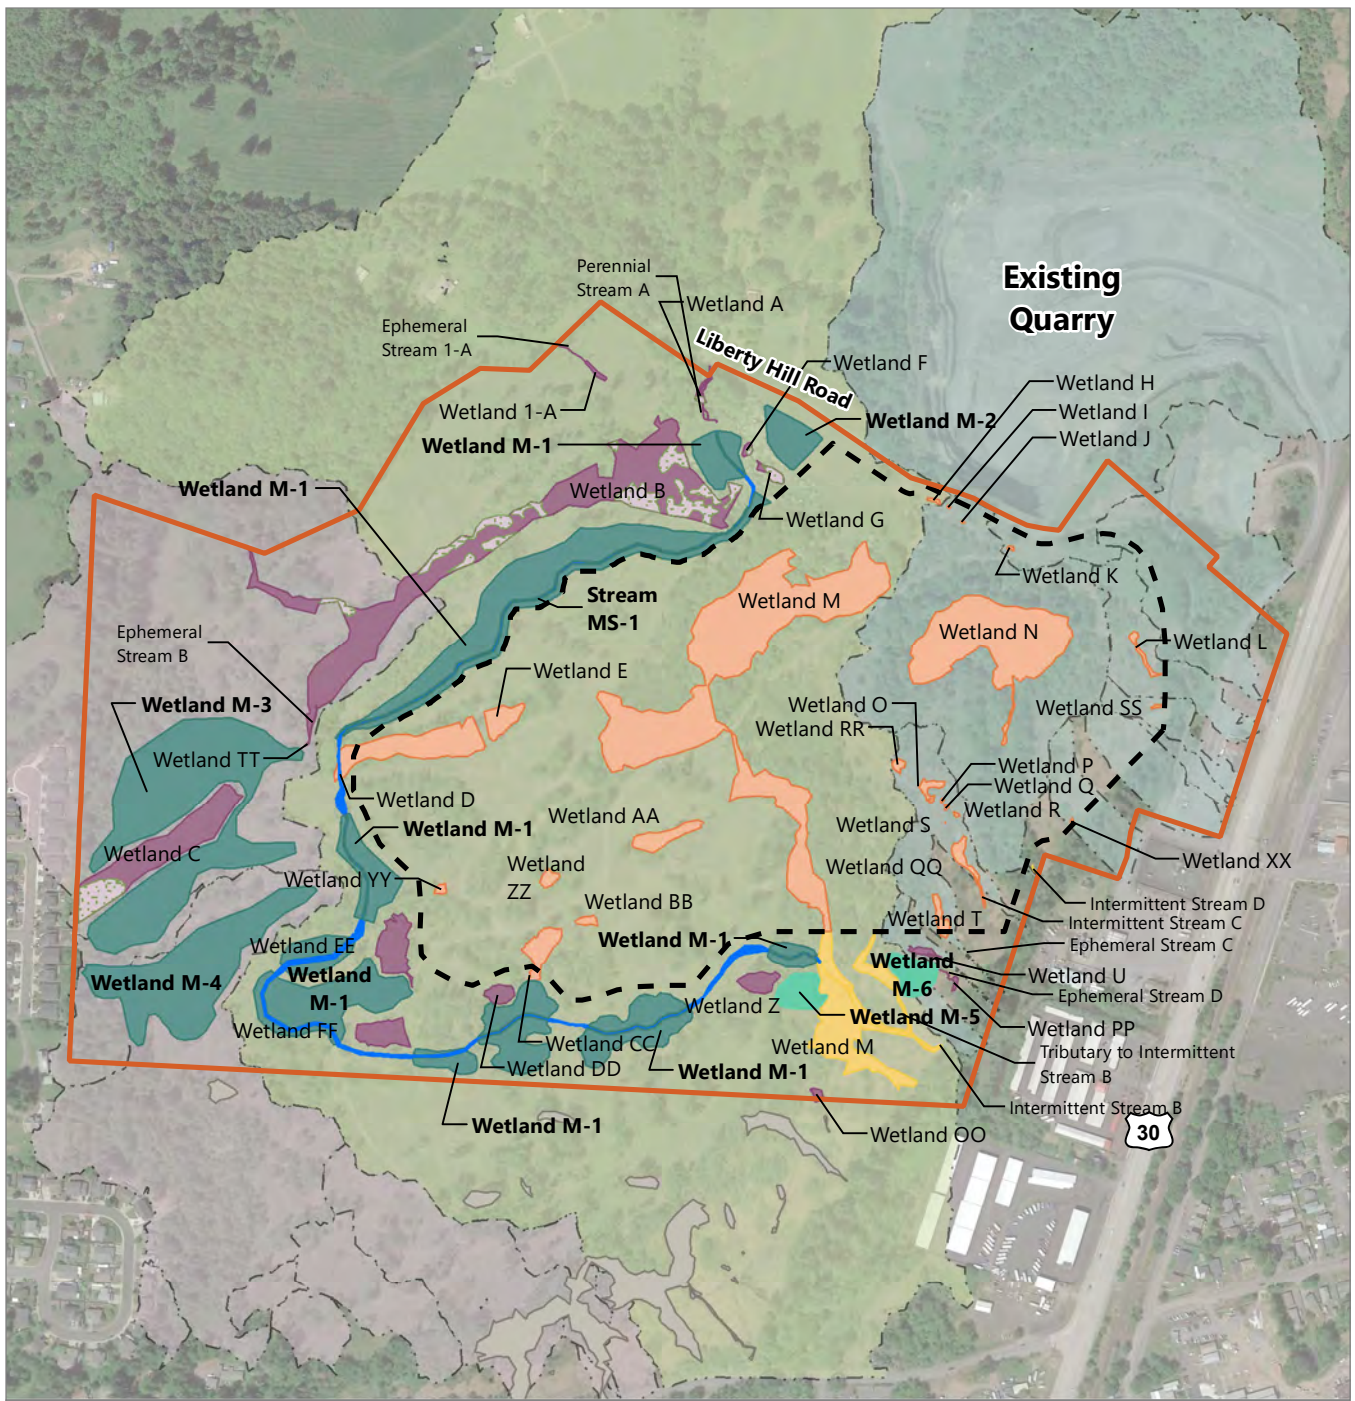 Existing
Quarry
Perennial
Stream A
Wetland A
Ephemeral
Stream 1-A
Liberty Hill Road
Wetland F
Wetland H
Wetland 1-A
Wetland I
Wetland M-2
Wetland J
Wetland M-1
Wetland M-1
Wetland B
Wetland G
Wetland K
Stream
MS-1
Wetland M
Wetland N
Wetland L
Ephemeral
Stream B
Wetland E
Wetland M-3
Wetland O
Wetland SS
Wetland RR
Wetland TT
Wetland P
Wetland Q
Wetland D
Wetland R
Wetland AA
Wetland S
Wetland M-1
Wetland C
Wetland XX
Wetland
ZZ
Wetland QQ
Wetland YY
Wetland BB
Intermittent Stream D
Wetland T
Intermittent Stream C
Wetland M-1
Wetland EE
Ephemeral Stream C
Wetland
M-6
Wetland
M-1
Wetland U
Wetland M-4
Ephemeral Stream D
Wetland Z
Wetland M-5
Wetland FF
Wetland PP
Wetland CC
Wetland M
Tributary to Intermittent
Stream B
Wetland DD
Wetland M-1
Intermittent Stream B
Wetland M-1
Wetland OO
30